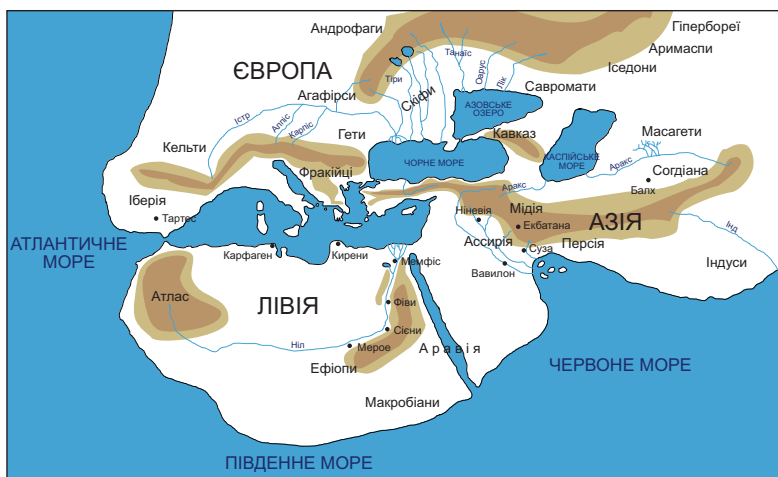 Андрофаги
Гіпербореї
Аримаспи
Іседони
Танаїс
Оарус
Лік
ЄВРОПА
Тіри
Скіфи
Савромати
Агафірси
АЗОВСЬКЕ
ОЗЕРО
Істр
Алпіс
Карпіс
Гети
Кавказ
Масагети
Кельти
ЧОРНЕ МОРЕ
КАСПІЙСЬКЕ
МОРЕ
Аракс
Согдіана
Фракійці
Балх
Аракс
Іберія
Тартес
Ніневія
Мідія
АЗІЯ
Екбатана
Інд
АТЛАНТИЧНЕ
МОРЕ
Ассирія
Суза
Персія
Карфаген
Кирени
Мемфіс
Вавилон
Індуси
Атлас
ЛІВІЯ
Фіви
Сієни
Ніл
Мерое
Аравія
Ефіопи
ЧЕРВОНЕ МОРЕ
Макробіани
ПІВДЕННЕ МОРЕ